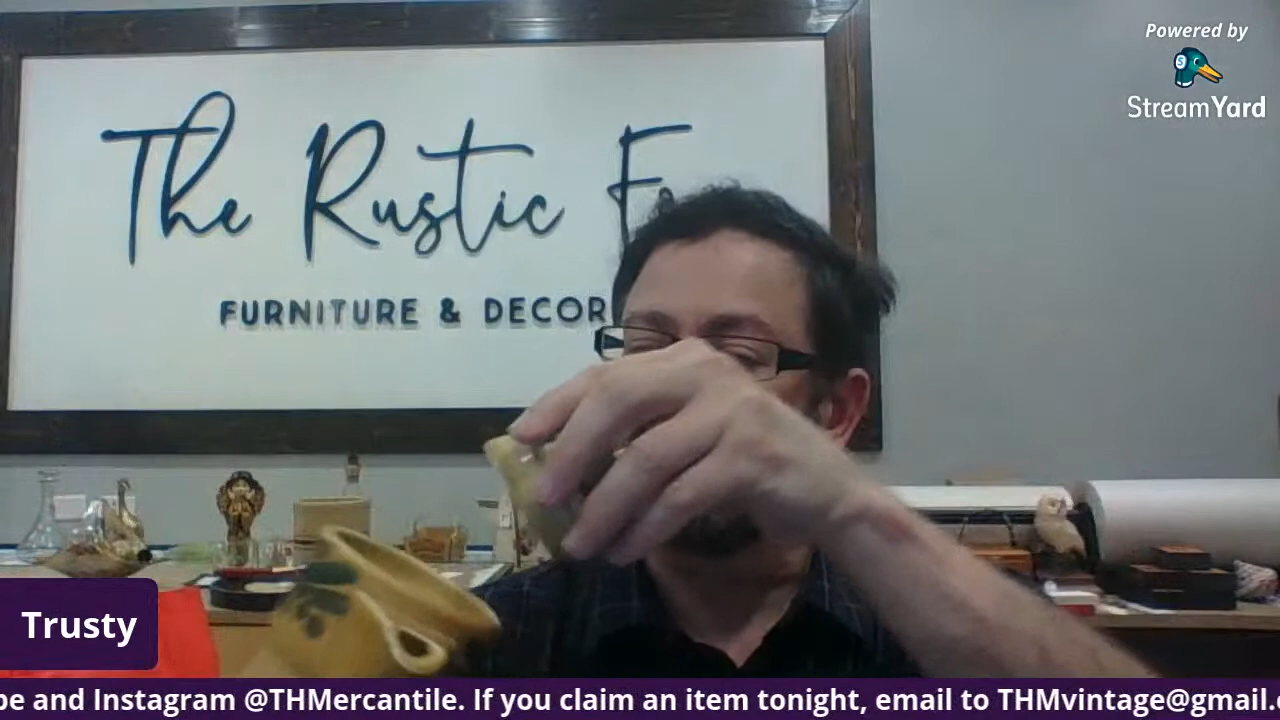 The Rustic
FURNITURE & DECOR
Powered by
StreamYard
Trusty
and Instagram @THMercantile. If you claim an item tonight, email to THMvintage@gmail.